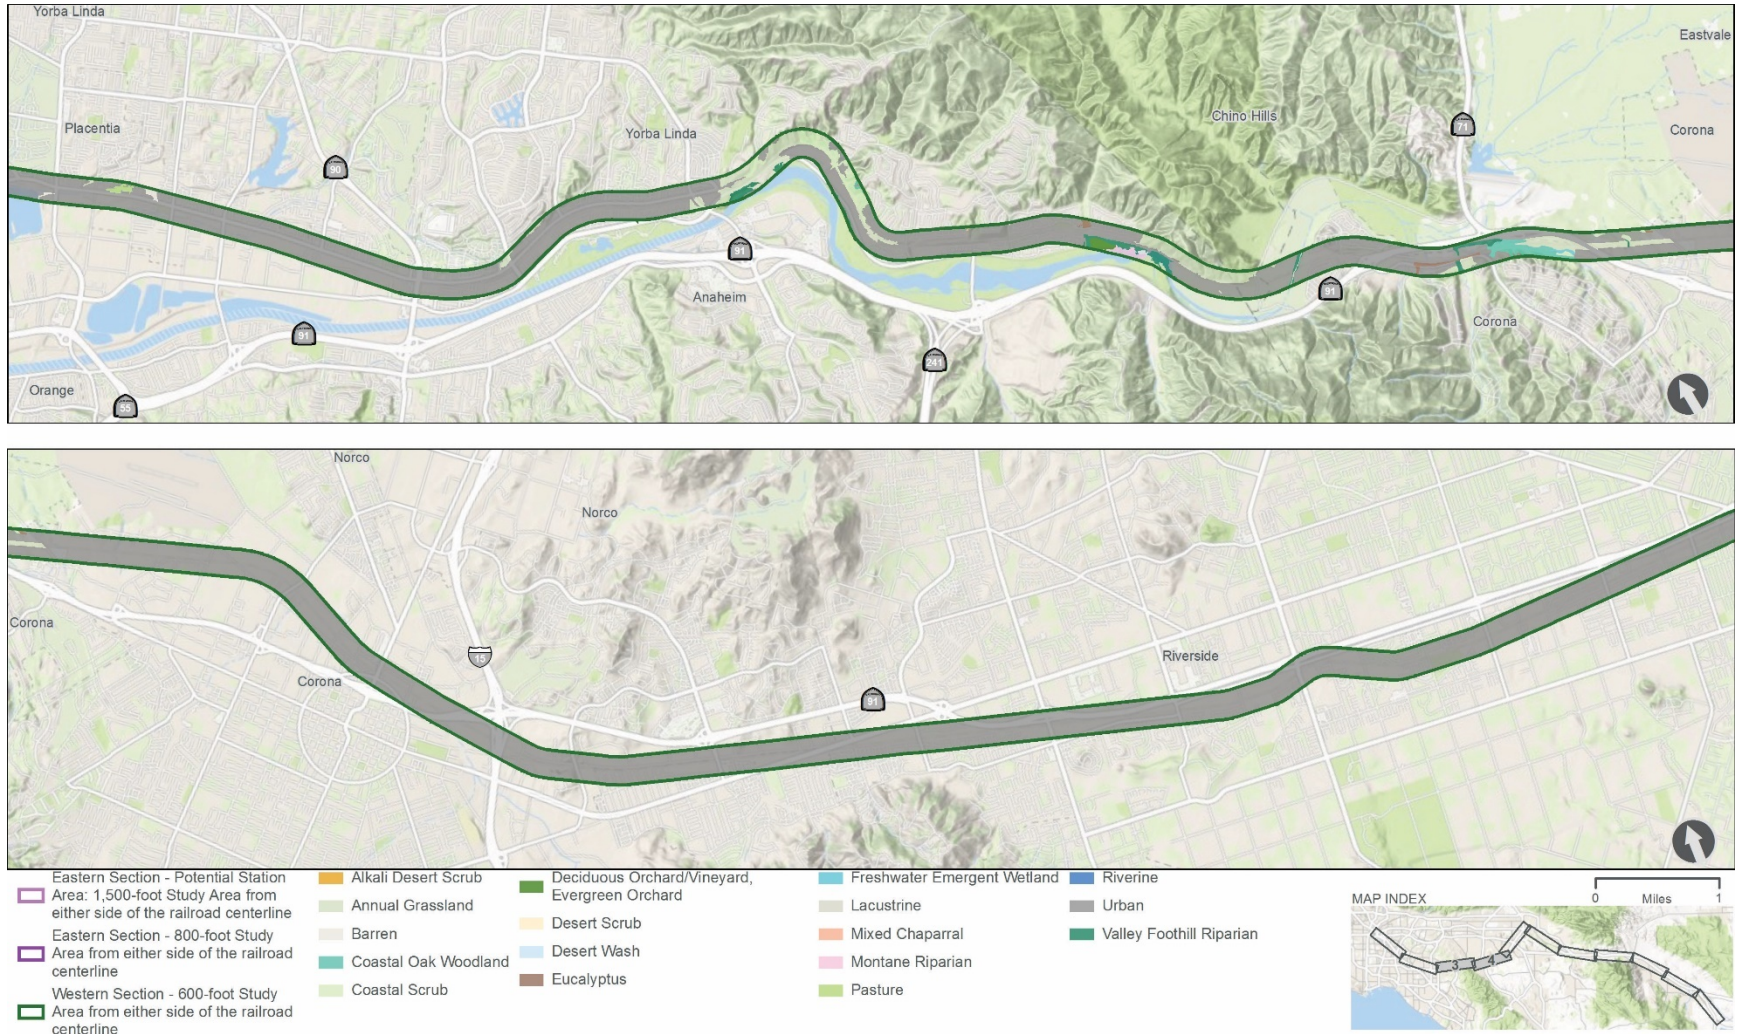 Yorba Linda
Eastvale
Placentia
Yorba Linda
Chino Hills
71
Corona
90
91
Anaheim
91
Corona
91
Orange
241
55
Norco
Norco
Corona
15
Riverside
Corona
91
Eastern Section - Potential Station
Area: 1,500-foot Study Area from
either side of the railroad centerline
Eastern Section - 800-foot Study
Area from either side of the railroad
centerline
Western Section - 600-foot Study
Area from either side of the railroad
centerline
Alkali Desert Scrub
Annual Grassland
Barren
Coastal Oak Woodland
Coastal Scrub
Deciduous Orchard/Vineyard,
Evergreen Orchard
Desert Scrub
Desert Wash
Eucalyptus
Freshwater Emergent Wetland
Lacustrine
Mixed Chaparral
Montane Riparian
Pasture
Riverine
Urban
Valley Foothill Riparian
0 Miles 1
MAP INDEX
3
4